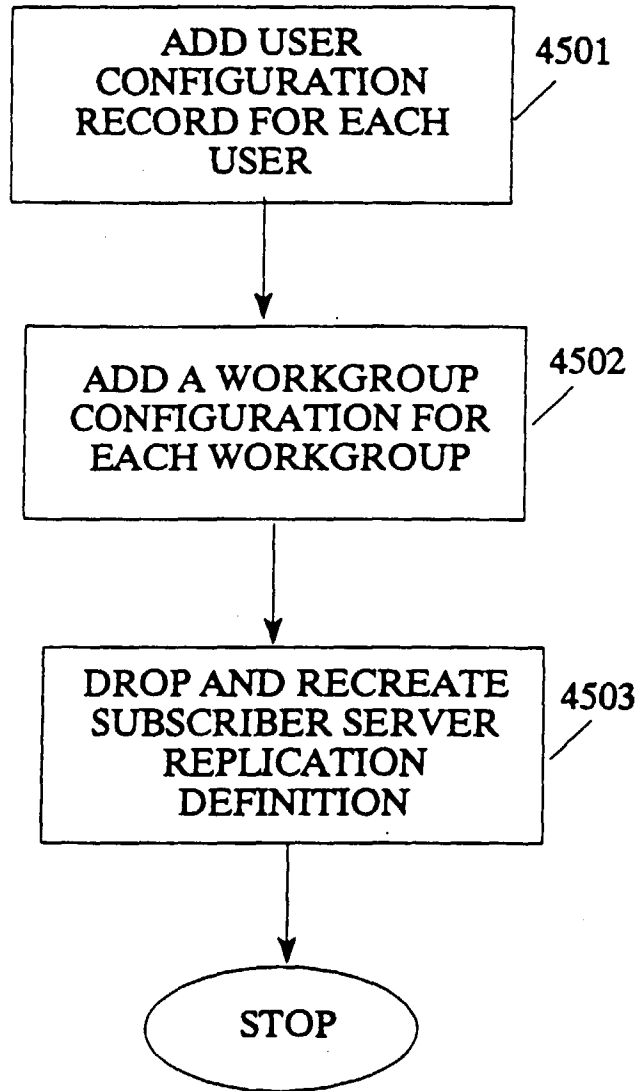 ADD USER
CONFIGURATION
RECORD FOR EACH
USER
4501
ADD A WORKGROUP
CONFIGURATION FOR
EACH WORKGROUP
4502
DROP AND RECREATE
SUBSCRIBER SERVER
REPLICATION
DEFINITION
4503
STOP